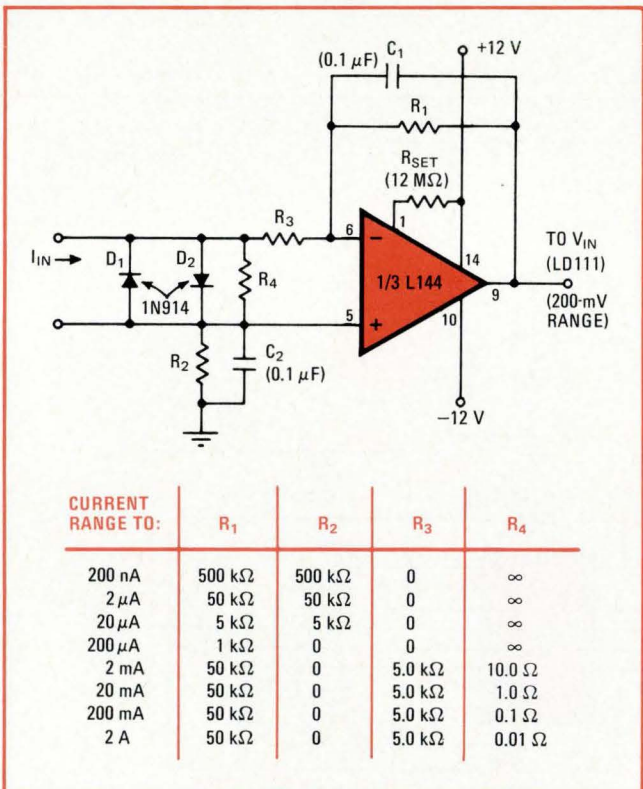 +12 V
C1
(0.1 μF)
R1
RSET
(12 MΩ)
R3
6
1
–
14
TO VIN
(LD111)
(200-mV
RANGE)
IIN →
D1
D2
R4
1N914
1/3 L144
9
5
+
10
R2
C2
(0.1 μF)
–12 V
CURRENT
RANGE TO: R1 R2 R3 R4
200 nA 500 kΩ 500 kΩ 0 ∞
2 μA 50 kΩ 50 kΩ 0 ∞
20 μA 5 kΩ 5 kΩ 0 ∞
200 μA 1 kΩ 0 0 ∞
2 mA 50 kΩ 0 5.0 kΩ 10.0 Ω
20 mA 50 kΩ 0 5.0 kΩ 1.0 Ω
200 mA 50 kΩ 0 5.0 kΩ 0.1 Ω
2 A 50 kΩ 0 5.0 kΩ 0.01 Ω